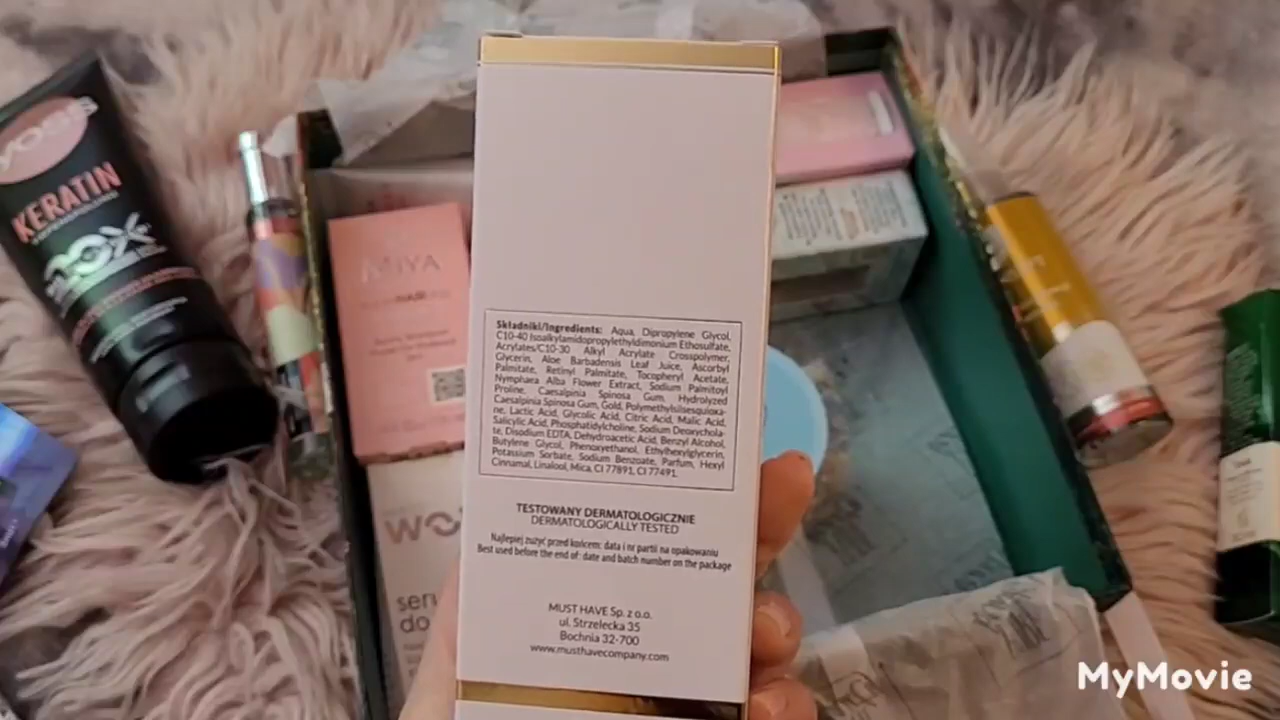 yoss
KERATIN
10X
MIYA
WO
ser
do
Składniki/Ingredients: Aqua, Dipropylene Glycol,
C10-40 Isoalkylamidopropylethyldimonium Ethosulfate,
Acrylates/C10-30 Alkyl Acrylate Crosspolymer,
Glycerin, Aloe Barbadensis Leaf Juice, Ascorbyl
Palmitate, Retinyl Palmitate, Tocopheryl Acetate,
Nymphaea Alba Flower Extract, Sodium Palmitoyl
Proline, Caesalpinia Spinosa Gum, Hydrolyzed
Caesalpinia Spinosa Gum, Gold, Polymethylsilsesquioxa-
ne, Lactic Acid, Glycolic Acid, Citric Acid, Malic Acid,
Salicylic Acid, Phosphatidylcholine, Sodium Deoxychola-
te, Disodium EDTA, Dehydroacetic Acid, Benzyl Alcohol,
Butylene Glycol, Phenoxyethanol, Ethylhexylglycerin,
Potassium Sorbate, Sodium Benzoate, Parfum, Hexyl
Cinnamal, Linalool, Mica, CI 77891, CI 77491.
TESTOWANY DERMATOLOGICZNIE
DERMATOLOGICALLY TESTED
Najlepiej zużyć przed końcem: data i nr partii na opakowaniu
Best used before the end of: date and batch number on the package
MUST HAVE Sp. z o.o.
ul. Strzelecka 35
Bochnia 32-700
www.musthavecompany.com
MyMovie